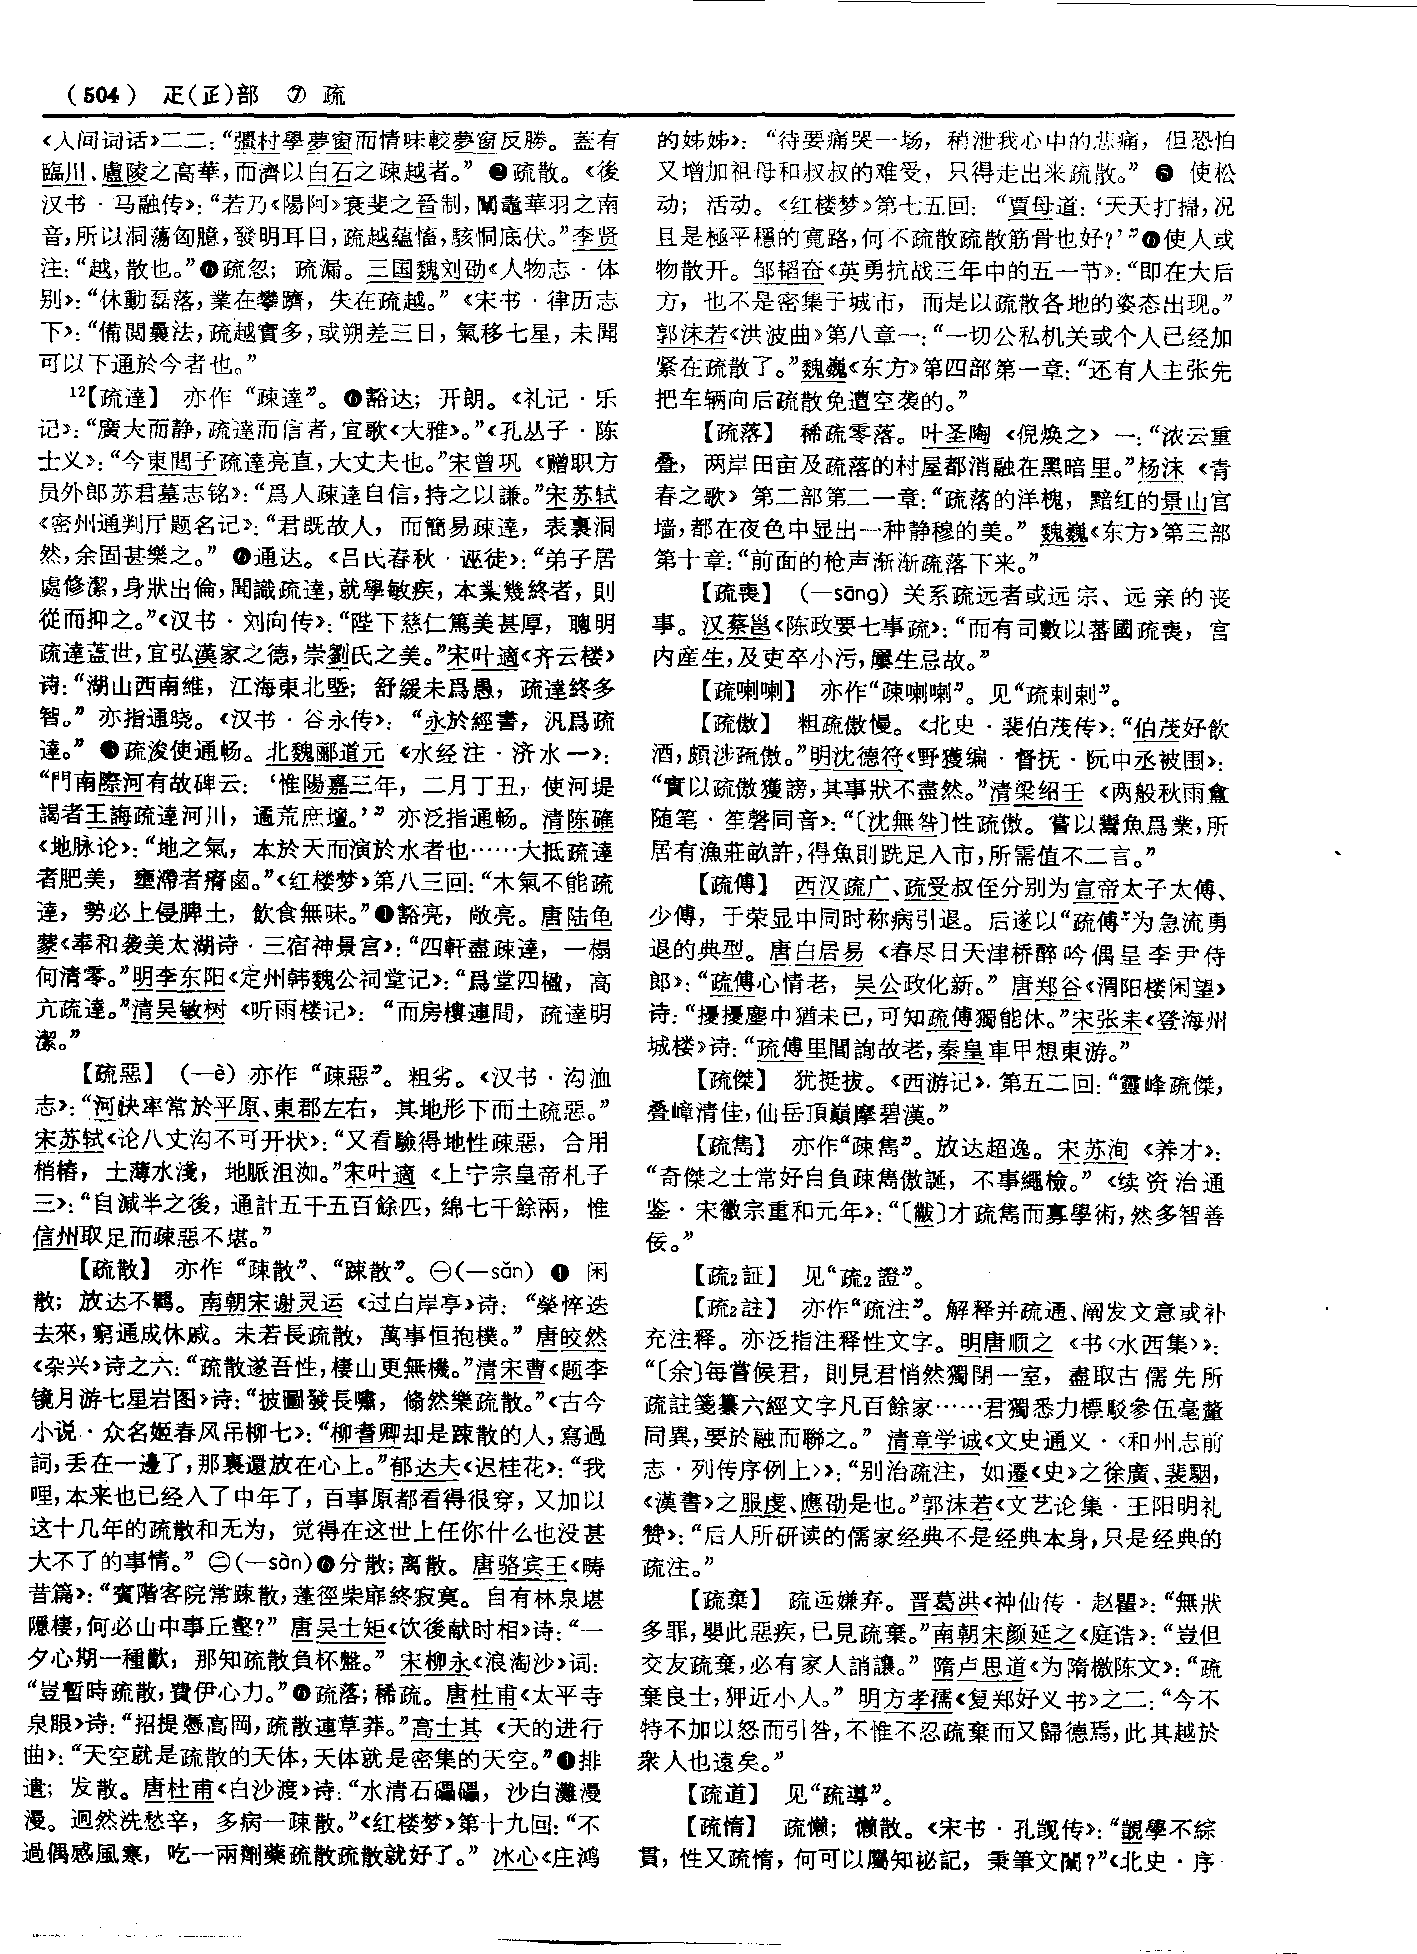 (504) 疋(𤴔)部 ⑦ 疏
《人间词话》二二：“彊村學夢窗而情味較夢窗反勝。蓋有
臨川、廬陵之高華，而濟以白石之疎越者。” ❷疏散。《後
汉书·马融传》：“若乃《陽阿》衰斐之晋制，闡鼃華羽之南
音，所以洞蕩匈臆，發明耳目，疏越蕴慉，駭恫底伏。”李贤
注：“越，散也。”❸疏忽；疏漏。三国魏刘劭《人物志·体
别》：“休動磊落，業在攀躋，失在疏越。”《宋书·律历志
下》：“備閲曩法，疏越實多，或朔差三日，氣移七星，未聞
可以下通於今者也。”
12【疏達】 亦作“疎達”。❶豁达；开朗。《礼记·乐
记》：“廣大而静，疏達而信者，宜歌《大雅》。”《孔丛子·陈
士义》：“今東閭子疏達亮直，大丈夫也。”宋曾巩《赠职方
员外郎苏君墓志铭》：“爲人疎達自信，持之以謙。”宋苏轼
《密州通判厅题名记》：“君既故人，而簡易疎達，表裏洞
然，余固甚樂之。” ❷通达。《吕氏春秋·诬徒》：“弟子居
處修潔，身狀出倫，聞識疏達，就學敏疾，本業幾終者，則
從而抑之。”《汉书·刘向传》：“陛下慈仁篤美甚厚，聰明
疏達蓋世，宜弘漢家之德，崇劉氏之美。”宋叶適《齐云楼》
诗：“湖山西南維，江海東北墍；舒緩未爲愚，疏達終多
智。”亦指通晓。《汉书·谷永传》：“永於經書，汎爲疏
達。” ❸疏浚使通畅。北魏郦道元《水经注·济水一》：
“門南際河有故碑云：‘惟陽嘉三年，二月丁丑，使河堤
謁者王誨疏達河川，遹荒庶壇。’”亦泛指通畅。清陈确
《地脉论》：“地之氣，本於天而演於水者也……大抵疏達
者肥美，壅滯者瘠鹵。”《红楼梦》第八三回：“木氣不能疏
達，勢必上侵脾土，飲食無味。”❹豁亮，敞亮。唐陆龟
蒙《奉和袭美太湖诗·三宿神景宫》：“四軒盡疎達，一榻
何清零。”明李东阳《定州韩魏公祠堂记》：“爲堂四楹，高
亢疏達。”清吴敏树《听雨楼记》：“而房樓連間，疏達明
潔。”
【疏惡】 (—è) 亦作“疎惡”。粗劣。《汉书·沟洫
志》：“河決率常於平原、東郡左右，其地形下而土疏惡。”
宋苏轼《论八丈沟不可开状》：“又看驗得地性疎惡，合用
梢樁，土薄水淺，地脈沮洳。”宋叶適《上宁宗皇帝札子
三》：“自減半之後，通計五千五百餘匹，綿七千餘兩，惟
信州取足而疎惡不堪。”
【疏散】 亦作“疎散”、“踈散”。㊀(—sǎn) ❶ 闲
散；放达不羁。南朝宋谢灵运《过白岸亭》诗：“榮悴迭
去來，窮通成休戚。未若長疏散，萬事恒抱樸。”唐皎然
《杂兴》诗之六：“疏散遂吾性，棲山更無機。”清宋曹《题李
镜月游七星岩图》诗：“披圖發長嘯，翛然樂疏散。”《古今
小说·众名姬春风吊柳七》：“柳耆卿却是踈散的人，寫過
詞，丢在一邊了，那裏還放在心上。”郁达夫《迟桂花》：“我
哩，本来也已经入了中年了，百事原都看得很穿，又加以
这十几年的疏散和无为，觉得在这世上任你什么也没甚
大不了的事情。”㊁(—sàn)❶分散；离散。唐骆宾王《畴
昔篇》：“賓階客院常踈散，蓬徑柴扉終寂寞。自有林泉堪
隱棲，何必山中事丘壑？”唐吴士矩《饮後献时相》诗：“一
夕心期一種歡，那知疏散負杯盤。”宋柳永《浪淘沙》词：
“豈暫時疏散，費伊心力。”❷疏落；稀疏。唐杜甫《太平寺
泉眼》诗：“招提憑高岡，疏散連草莽。”高士其《天的进行
曲》：“天空就是疏散的天体，天体就是密集的天空。”❸排
遣；发散。唐杜甫《白沙渡》诗：“水清石礧礧，沙白灘漫
漫。迥然洗愁辛，多病一疎散。”《红楼梦》第十九回：“不
過偶感風寒，吃一兩劑藥疏散疏散就好了。”冰心《庄鸿
的姊姊》：“待要痛哭一场，稍泄我心中的悲痛，但恐怕
又增加祖母和叔叔的难受，只得走出来疏散。”❺ 使松
动；活动。《红楼梦》第七五回：“賈母道：‘天天打掃，况
且是極平穩的寬路，何不疏散疏散筋骨也好？’”❻使人或
物散开。邹韬奋《英勇抗战三年中的五一节》：“即在大后
方，也不是密集于城市，而是以疏散各地的姿态出现。”
郭沫若《洪波曲》第八章一：“一切公私机关或个人已经加
紧在疏散了。”魏巍《东方》第四部第一章：“还有人主张先
把车辆向后疏散免遭空袭的。”
【疏落】 稀疏零落。叶圣陶《倪焕之》一：“浓云重
叠，两岸田亩及疏落的村屋都消融在黑暗里。”杨沫《青
春之歌》第二部第二一章：“疏落的洋槐，黯红的景山宫
墙，都在夜色中显出一种静穆的美。”魏巍《东方》第三部
第十章：“前面的枪声渐渐疏落下来。”
【疏喪】 (—sāng) 关系疏远者或远宗、远亲的丧
事。汉蔡邕《陈政要七事疏》：“而有司數以蕃國疏喪，宫
内産生，及吏卒小污，屢生忌故。”
【疏喇喇】 亦作“疎喇喇”。见“疏剌剌”。
【疏傲】 粗疏傲慢。《北史·裴伯茂传》：“伯茂好飲
酒，頗涉疏傲。”明沈德符《野獲编·督抚·阮中丞被围》：
“實以疏傲獲謗，其事狀不盡然。”清梁绍壬《两般秋雨盦
随笔·笙磬同音》：“〔沈無咎〕性疏傲。嘗以鬻魚爲業，所
居有漁莊畝許，得魚則跣足入市，所需值不二言。”
【疏傅】 西汉疏广、疏受叔侄分别为宣帝太子太傅、
少傅，于荣显中同时称病引退。后遂以“疏傅”为急流勇
退的典型。唐白居易《春尽日天津桥醉吟偶呈李尹侍
郎》：“疏傅心情老，吴公政化新。”唐郑谷《渭阳楼闲望》
诗：“擾擾塵中猶未已，可知疏傅獨能休。”宋张耒《登海州
城楼》诗：“疏傅里閭詢故老，秦皇車甲想東游。”
【疏傑】 犹挺拔。《西游记》第五二回：“靈峰疏傑，
叠嶂清佳，仙岳頂巔摩碧漢。”
【疏雋】 亦作“疎雋”。放达超逸。宋苏洵《养才》：
“奇傑之士常好自負疎雋傲誕，不事繩檢。”《续资治通
鉴·宋徽宗重和元年》：“〔黻〕才疏雋而寡學術，然多智善
佞。”
【疏2証】 见“疏2證”。
【疏2註】 亦作“疏注”。解释并疏通、阐发文意或补
充注释。亦泛指注释性文字。明唐顺之《书〈水西集〉》：
“〔余〕每嘗候君，則見君悄然獨閉一室，盡取古儒先所
疏註箋纂六經文字凡百餘家……君獨悉力標駁參伍毫釐
同異，要於融而聯之。”清章学诚《文史通义·〈和州志前
志·列传序例上〉》：“别治疏注，如遷《史》之徐廣、裴駰，
《漢書》之服虔、應劭是也。”郭沫若《文艺论集·王阳明礼
赞》：“后人所研读的儒家经典不是经典本身，只是经典的
疏注。”
【疏棄】 疏远嫌弃。晋葛洪《神仙传·赵瞿》：“無狀
多罪，嬰此惡疾，已見疏棄。”南朝宋颜延之《庭诰》：“豈但
交友疏棄，必有家人誚讓。”隋卢思道《为隋檄陈文》：“疏
棄良士，狎近小人。”明方孝孺《复郑好义书》之二：“今不
特不加以怒而引咎，不惟不忍疏棄而又歸德焉，此其越於
衆人也遠矣。”
【疏道】 见“疏導”。
【疏惰】 疏懒；懒散。《宋书·孔觊传》：“覬學不綜
貫，性又疏惰，何可以屬知祕記，秉筆文闈？”《北史·序